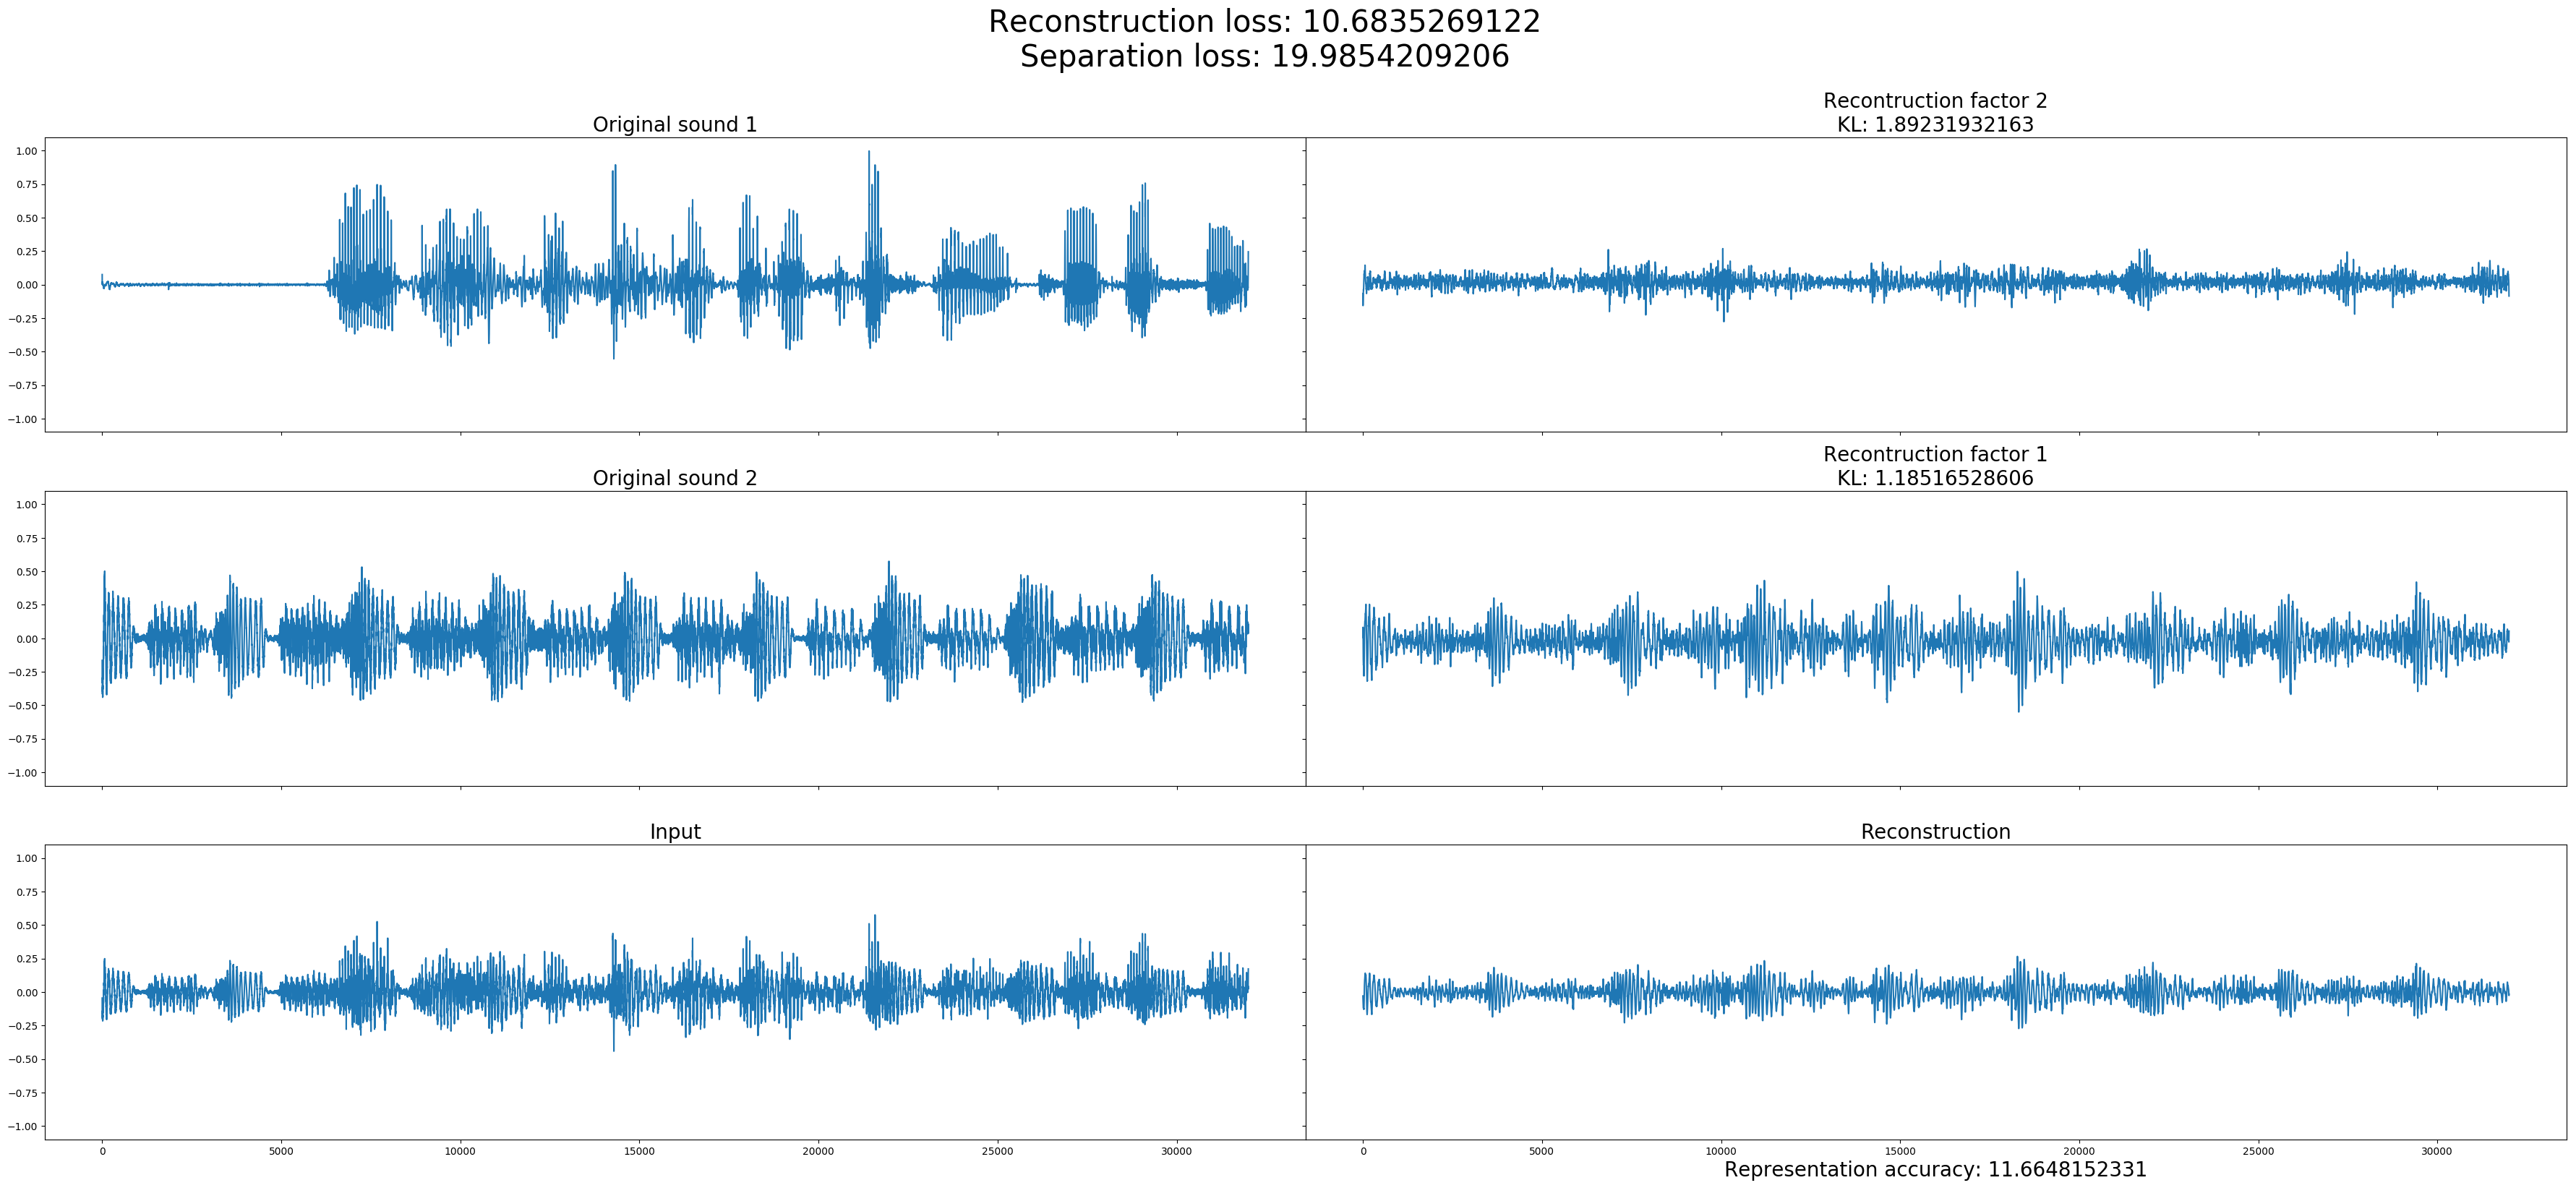 Reconstruction loss: 10.6835269122
Separation loss: 19.9854209206
Original sound 1
Recontruction factor 2
KL: 1.89231932163
1.00
0.75
0.50
0.25
0.00
−0.25
−0.50
−0.75
−1.00
Original sound 2
Recontruction factor 1
KL: 1.18516528606
1.00
0.75
0.50
0.25
0.00
−0.25
−0.50
−0.75
−1.00
Input
Reconstruction
1.00
0.75
0.50
0.25
0.00
−0.25
−0.50
−0.75
−1.00
0 5000 10000 15000 20000 25000 30000
0 5000 10000 15000 20000 25000 30000
Representation accuracy: 11.6648152331